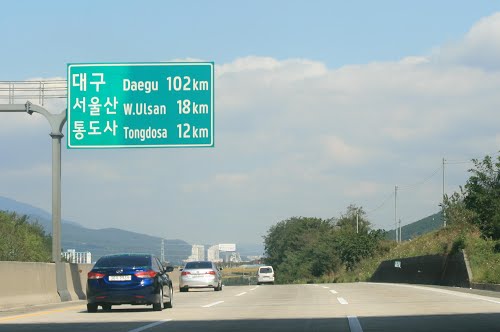 대구 Daegu 102km
서울산 W.Ulsan 18km
통도사 Tongdosa 12km